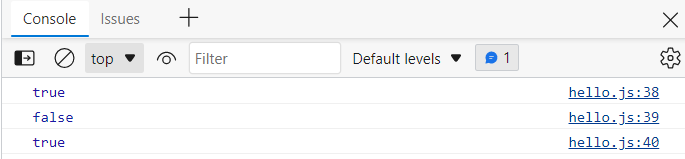 Console Issues
top Filter Default levels 1
true hello.js:38
false hello.js:39
true hello.js:40